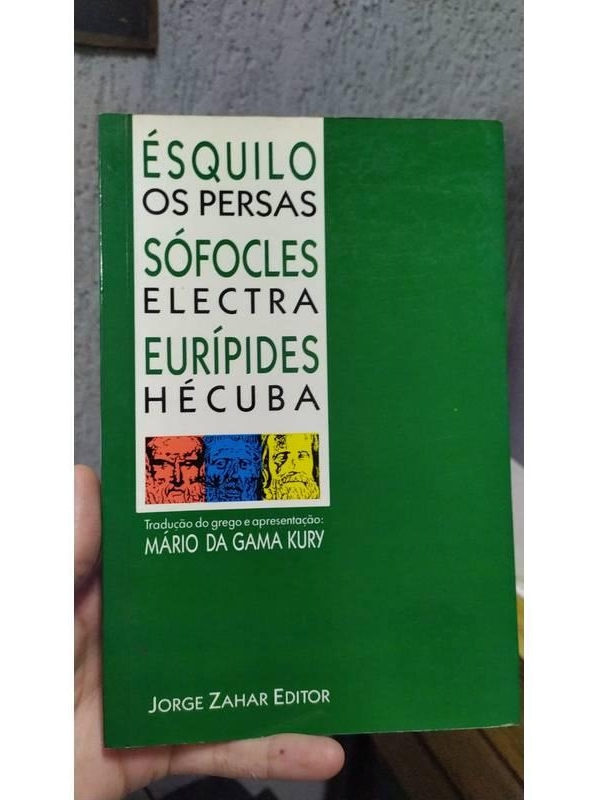 ÉSQUILO
OS PERSAS
SÓFOCLES
ELECTRA
EURÍPIDES
HÉCUBA
Tradução do grego e apresentação:
MÁRIO DA GAMA KURY
JORGE ZAHAR EDITOR